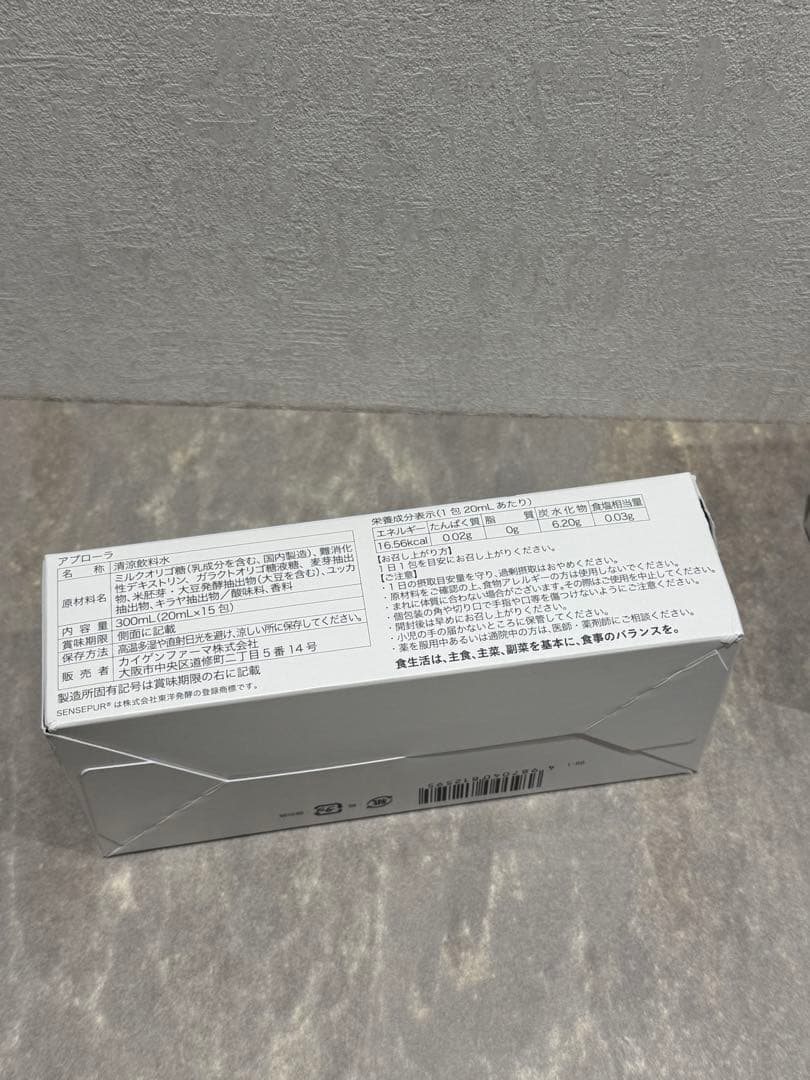 アプローラ
名称 清涼飲料水
原材料名 ミルクオリゴ糖(乳成分を含む、国内製造)、難消化
性デキストリン、ガラクトオリゴ糖液糖、麦芽抽出
物、米胚芽・大豆発酵抽出物(大豆を含む)、ユッカ
抽出物、キラヤ抽出物/酸味料、香料
内容量 300mL(20mL×15包)
賞味期限 側面に記載
保存方法 高温多湿や直射日光を避け、涼しい所に保存してください。
販売者 カイゲンファーマ株式会社
大阪市中央区道修町二丁目5番14号
製造所固有記号は賞味期限の右に記載
SENSEPUR®は株式会社東洋発酵の登録商標です。
栄養成分表示(1包20mLあたり)
エネルギー たんぱく質 脂質 炭水化物 食塩相当量
16.56kcal 0.02g 0g 6.20g 0.03g
【お召し上がり方】
1日1包を目安にお召し上がりください。
【ご注意】
・1日の摂取目安量を守り、過剰摂取はおやめください。
・原材料をご確認の上、食物アレルギーの方は使用しないでください。
・まれに体質に合わない場合がございます。その際はご使用を中止してください。
・個包装の角や切り口で手指や口等を傷つけないようにご注意ください。
・開封後は早めにお召し上がりください。
・小児の手の届かないところに保管してください。
・薬を服用中あるいは通院中の方は、医師・薬剤師にご相談ください。
食生活は、主食、主菜、副菜を基本に、食事のバランスを。
4 987040 812595